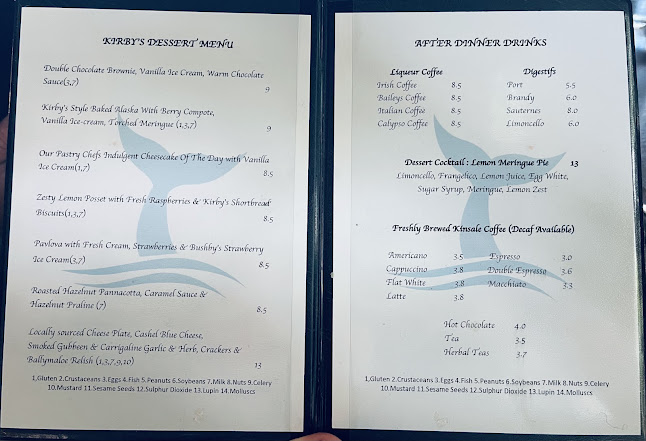 KIRBY'S DESSERT MENU
Double Chocolate Brownie, Vanilla Ice Cream, Warm Chocolate
Sauce(3,7)
9
Kirby's Style Baked Alaska With Berry Compote,
Vanilla Ice-cream, Torched Meringue (1,3,7)
9
Our Pastry Chefs Indulgent Cheesecake Of The Day with Vanilla
Ice Cream(1,7)
8.5
Zesty Lemon Posset with Fresh Raspberries & Kirby's Shortbread
Biscuits(1,3,7)
8.5
Pavlova with Fresh Cream, Strawberries & Bushby's Strawberry
Ice Cream(3,7)
8.5
Roasted Hazelnut Pannacotta, Caramel Sauce &
Hazelnut Praline (7)
8.5
Locally sourced Cheese Plate, Cashel Blue Cheese,
Smoked Gubbeen & Carrigaline Garlic & Herb, Crackers &
Ballymaloe Relish (1,3,7,9,10)
13
1,Gluten 2.Crustaceans 3.Eggs 4.Fish 5.Peanuts 6.Soybeans 7.Milk 8.Nuts 9.Celery
10.Mustard 11.Sesame Seeds 12.Sulphur Dioxide 13.Lupin 14.Molluscs
AFTER DINNER DRINKS
Liqueur Coffee
Irish Coffee 8.5
Baileys Coffee 8.5
Italian Coffee 8.5
Calypso Coffee 8.5
Digestifs
Port 5.5
Brandy 6.0
Sauternes 8.0
Limoncello 6.0
Dessert Cocktail : Lemon Meringue Pie 13
Limoncello, Frangelico, Lemon Juice, Egg White,
Sugar Syrup, Meringue, Lemon Zest
Freshly Brewed Kinsale Coffee (Decaf Available)
Americano 3.5
Cappuccino 3.8
Flat White 3.8
Latte 3.8
Espresso 3.0
Double Espresso 3.6
Macchiato 3.3
Hot Chocolate 4.0
Tea 3.5
Herbal Teas 3.7
1,Gluten 2.Crustaceans 3.Eggs 4.Fish 5.Peanuts 6.Soybeans 7.Milk 8.Nuts 9.Celery
10.Mustard 11.Sesame Seeds 12.Sulphur Dioxide 13.Lupin 14.Molluscs